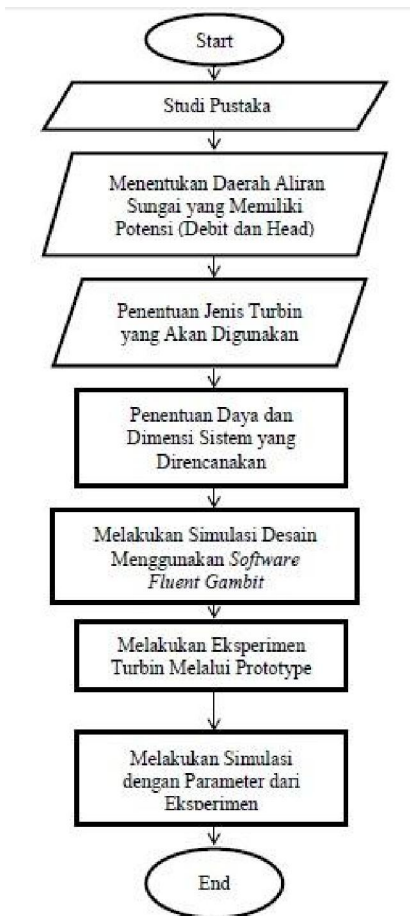 Start
Studi Pustaka
Menentukan Daerah Aliran
Sungai yang Memiliki
Potensi (Debit dan Head)
Penentuan Jenis Turbin
yang Akan Digunakan
Penentuan Daya dan
Dimensi Sistem yang
Direncanakan
Melakukan Simulasi Desain
Menggunakan Software
Fluent Gambit
Melakukan Eksperimen
Turbin Melalui Prototype
Melakukan Simulasi
dengan Parameter dari
Eksperimen
End